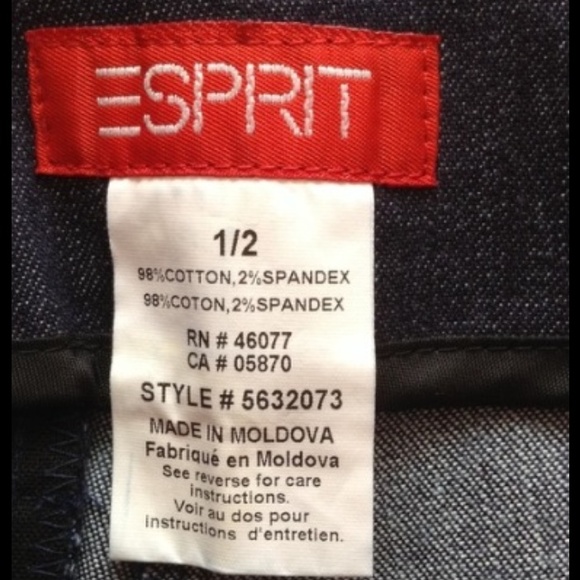 ESPRIT
1/2
98%COTTON,2%SPANDEX
98%COTON,2%SPANDEX
RN # 46077
CA # 05870
STYLE # 5632073
MADE IN MOLDOVA
Fabriqué en Moldova
See reverse for care
instructions.
Voir au dos pour
instructions d'entretien.